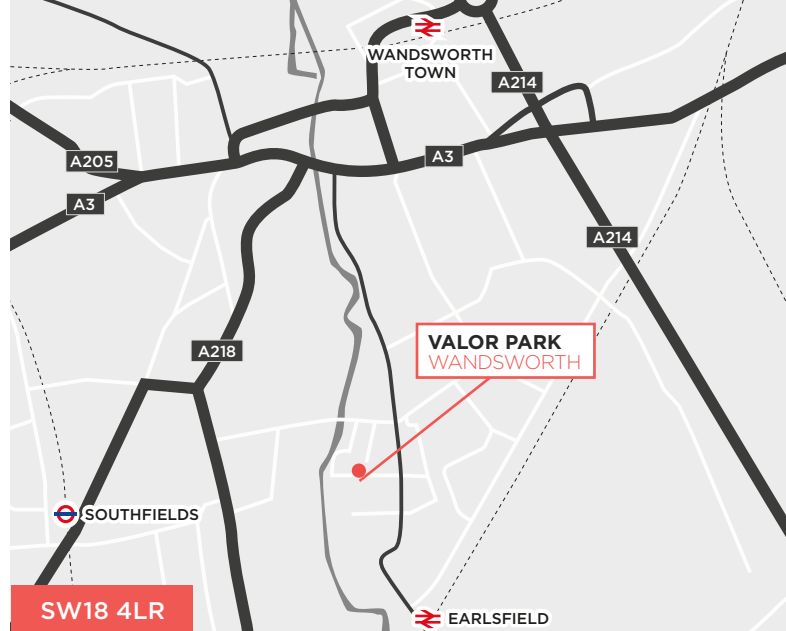 WANDSWORTH
TOWN
A214
A3
A205
A3
A214
VALOR PARK
WANDSWORTH
A218
SOUTHFIELDS
SW18 4LR
EARLSFIELD